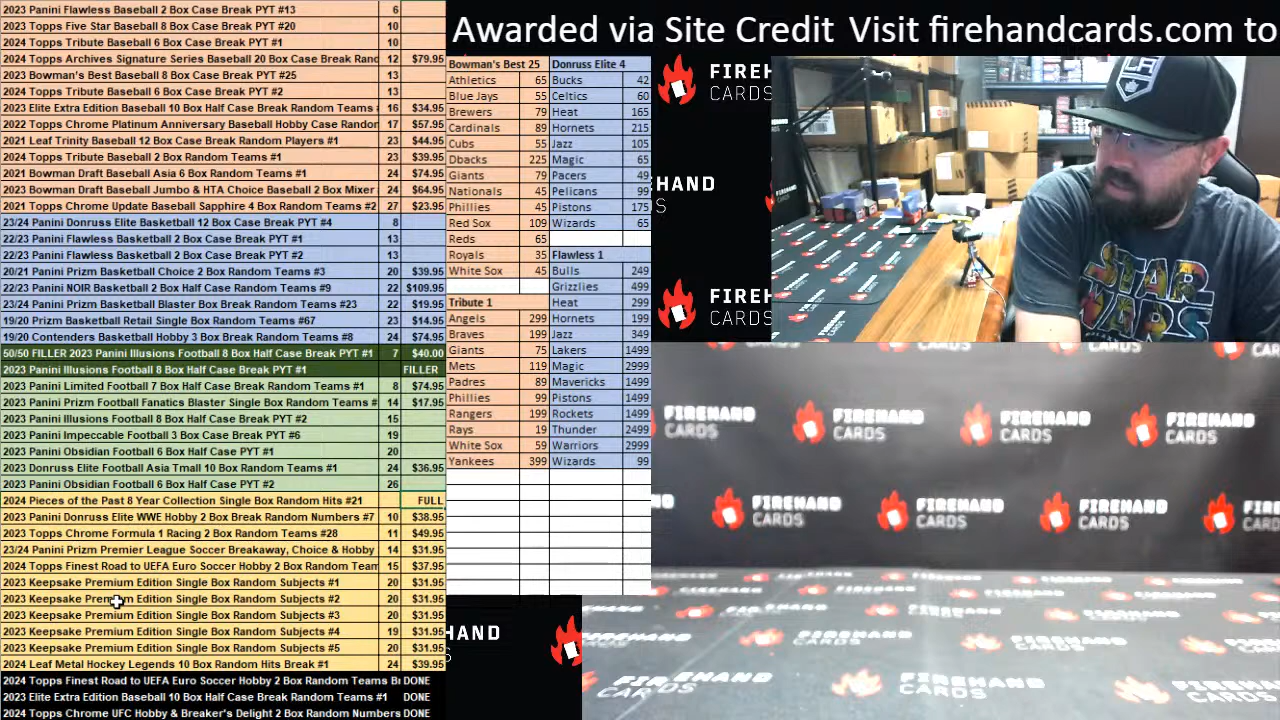 2023 Panini Flawless Baseball 2 Box Case Break PYT #13 6
2023 Topps Five Star Baseball 8 Box Case Break PYT #20 10
2024 Topps Tribute Baseball 6 Box Case Break PYT #1 10
2024 Topps Archives Signature Series Baseball 20 Box Case Break Rand 12 $79.95
2023 Bowman's Best Baseball 8 Box Case Break PYT #25 13
2024 Topps Tribute Baseball 6 Box Case Break PYT #2 13
2023 Elite Extra Edition Baseball 10 Box Half Case Break Random Teams 16 $34.95
2022 Topps Chrome Platinum Anniversary Baseball Hobby Case Random 17 $57.95
2021 Leaf Trinity Baseball 12 Box Case Break Random Players #1 23 $44.95
2024 Topps Tribute Baseball 2 Box Random Teams #1 23 $39.95
2021 Bowman Draft Baseball Asia 6 Box Random Teams #1 24 $74.95
2023 Bowman Draft Baseball Jumbo & HTA Choice Baseball 2 Box Mixer 24 $64.95
2021 Topps Chrome Update Baseball Sapphire 4 Box Random Teams #2 27 $23.95
23/24 Panini Donruss Elite Basketball 12 Box Case Break PYT #4 8
22/23 Panini Flawless Basketball 2 Box Case Break PYT #1 13
22/23 Panini Flawless Basketball 2 Box Case Break PYT #2 13
20/21 Panini Prizm Basketball Choice 2 Box Random Teams #3 20 $39.95
22/23 Panini NOIR Basketball 2 Box Half Case Random Teams #9 22 $109.95
23/24 Panini Prizm Basketball Blaster Box Random Teams #23 22 $19.95
19/20 Prizm Basketball Retail Single Box Random Teams #67 23 $14.95
19/20 Contenders Basketball Hobby 3 Box Break Random Teams #8 24 $74.95
50/50 FILLER 2023 Panini Illusions Football 8 Box Half Case Break PYT #1 7 $40.00
2023 Panini Illusions Football 8 Box Half Case Break PYT #1 FILLER
2023 Panini Limited Football 7 Box Half Case Break Random Teams #1 8 $74.95
2023 Panini Prizm Football Fanatics Blaster Single Box Random Teams # 14 $17.95
2023 Panini Illusions Football 8 Box Half Case Break PYT #2 15
2023 Panini Impeccable Football 3 Box Case Break PYT #6 19
2023 Panini Obsidian Football 6 Box Half Case PYT #1 20
2023 Donruss Elite Football Asia Tmall 10 Box Random Teams #1 24 $36.95
2023 Panini Obsidian Football 6 Box Half Case PYT #2 26
2024 Pieces of the Past 8 Year Collection Single Box Random Hits #21 FULL
2023 Panini Donruss Elite WWE Hobby 2 Box Break Random Numbers #7 10 $38.95
2023 Topps Chrome Formula 1 Racing 2 Box Random Teams #28 11 $49.95
23/24 Panini Prizm Premier League Soccer Breakaway, Choice & Hobby 14 $31.95
2024 Topps Finest Road to UEFA Euro Soccer Hobby 2 Box Random Team 15 $37.95
2023 Keepsake Premium Edition Single Box Random Subjects #1 20 $31.95
2023 Keepsake Premium Edition Single Box Random Subjects #2 20 $31.95
2023 Keepsake Premium Edition Single Box Random Subjects #3 20 $31.95
2023 Keepsake Premium Edition Single Box Random Subjects #4 19 $31.95
2023 Keepsake Premium Edition Single Box Random Subjects #5 20 $31.95
2024 Leaf Metal Hockey Legends 10 Box Random Hits Break #1 24 $39.95
2024 Topps Finest Road to UEFA Euro Soccer Hobby 2 Box Random Teams B DONE
2023 Elite Extra Edition Baseball 10 Box Half Case Break Random Teams #1 DONE
2024 Topps Chrome UFC Hobby & Breaker's Delight 2 Box Random Numbers DONE
Awarded via Site Credit Visit firehandcards.com to
Bowman's Best 25
Athletics 65
Blue Jays 55
Brewers 79
Cardinals 89
Cubs 55
Dbacks 225
Giants 79
Nationals 45
Phillies 45
Red Sox 109
Reds 65
Royals 35
White Sox 45
Tribute 1
Angels 299
Braves 199
Giants 75
Mets 119
Padres 89
Phillies 99
Rangers 199
Rays 19
White Sox 59
Yankees 399
Donruss Elite 4
Bucks 42
Celtics 60
Heat 165
Hornets 215
Jazz 105
Magic 65
Pacers 49
Pelicans 99
Pistons 175
Wizards 65
Flawless 1
Bulls 249
Grizzlies 499
Heat 299
Hornets 199
Jazz 349
Lakers 1499
Magic 2999
Mavericks 1499
Pistons 1499
Rockets 1499
Thunder 2499
Warriors 2999
Wizards 99
FIREH
CARDS
HAND
S
FIREH
CARDS
HAND
LA
STAR
WARS
FIREHAND
CARDS
FIREHAND
CARDS
FIREHAND
CARDS
FIREHAND
CARDS
FIREHAND
CARDS